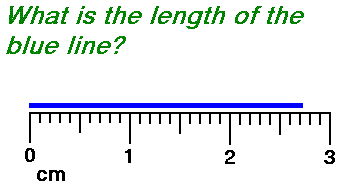 What is the length of the
blue line?
0 1 2 3
cm